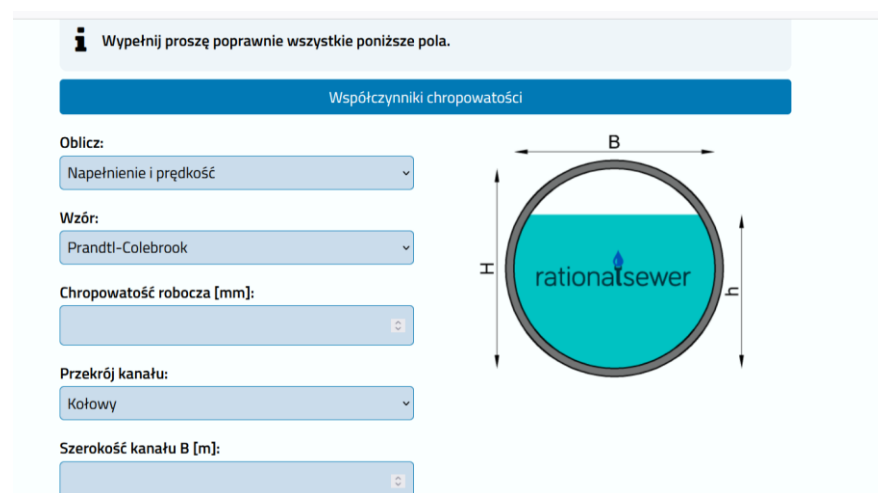 Wypełnij proszę poprawnie wszystkie poniższe pola.
Współczynniki chropowatości
Oblicz:
Napełnienie i prędkość
Wzór:
Prandtl-Colebrook
Chropowatość robocza [mm]:
Przekrój kanału:
Kołowy
Szerokość kanału B [m]:
B
H
rationalsewer
h